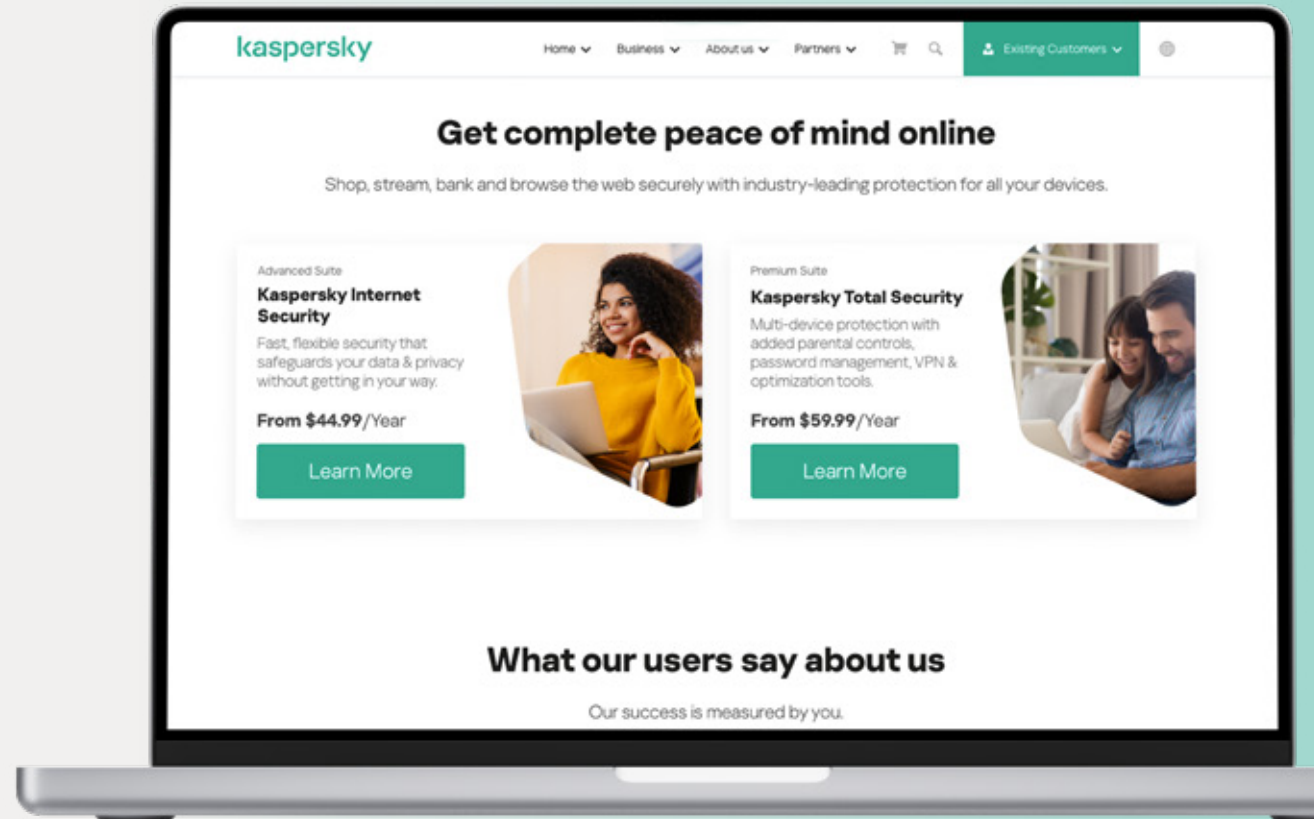 kaspersky
Home Business About us Partners Existing Customers
Get complete peace of mind online
Shop, stream, bank and browse the web securely with industry-leading protection for all your devices.
Advanced Suite
Kaspersky Internet
Security
Fast, flexible security that
safeguards your data & privacy
without getting in your way.
From $44.99/Year
Learn More
Premium Suite
Kaspersky Total Security
Multi-device protection with
added parental controls,
password management, VPN &
optimization tools.
From $59.99/Year
Learn More
What our users say about us
Our success is measured by you.